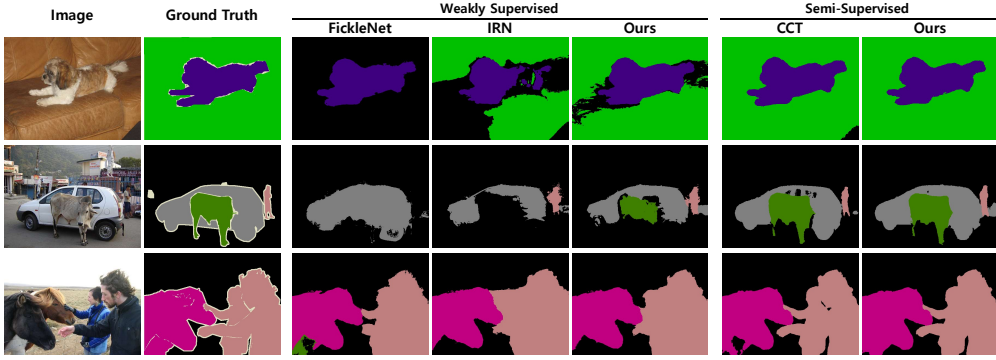 Image Ground Truth Weakly Supervised Semi-Supervised
FickleNet IRN Ours CCT Ours